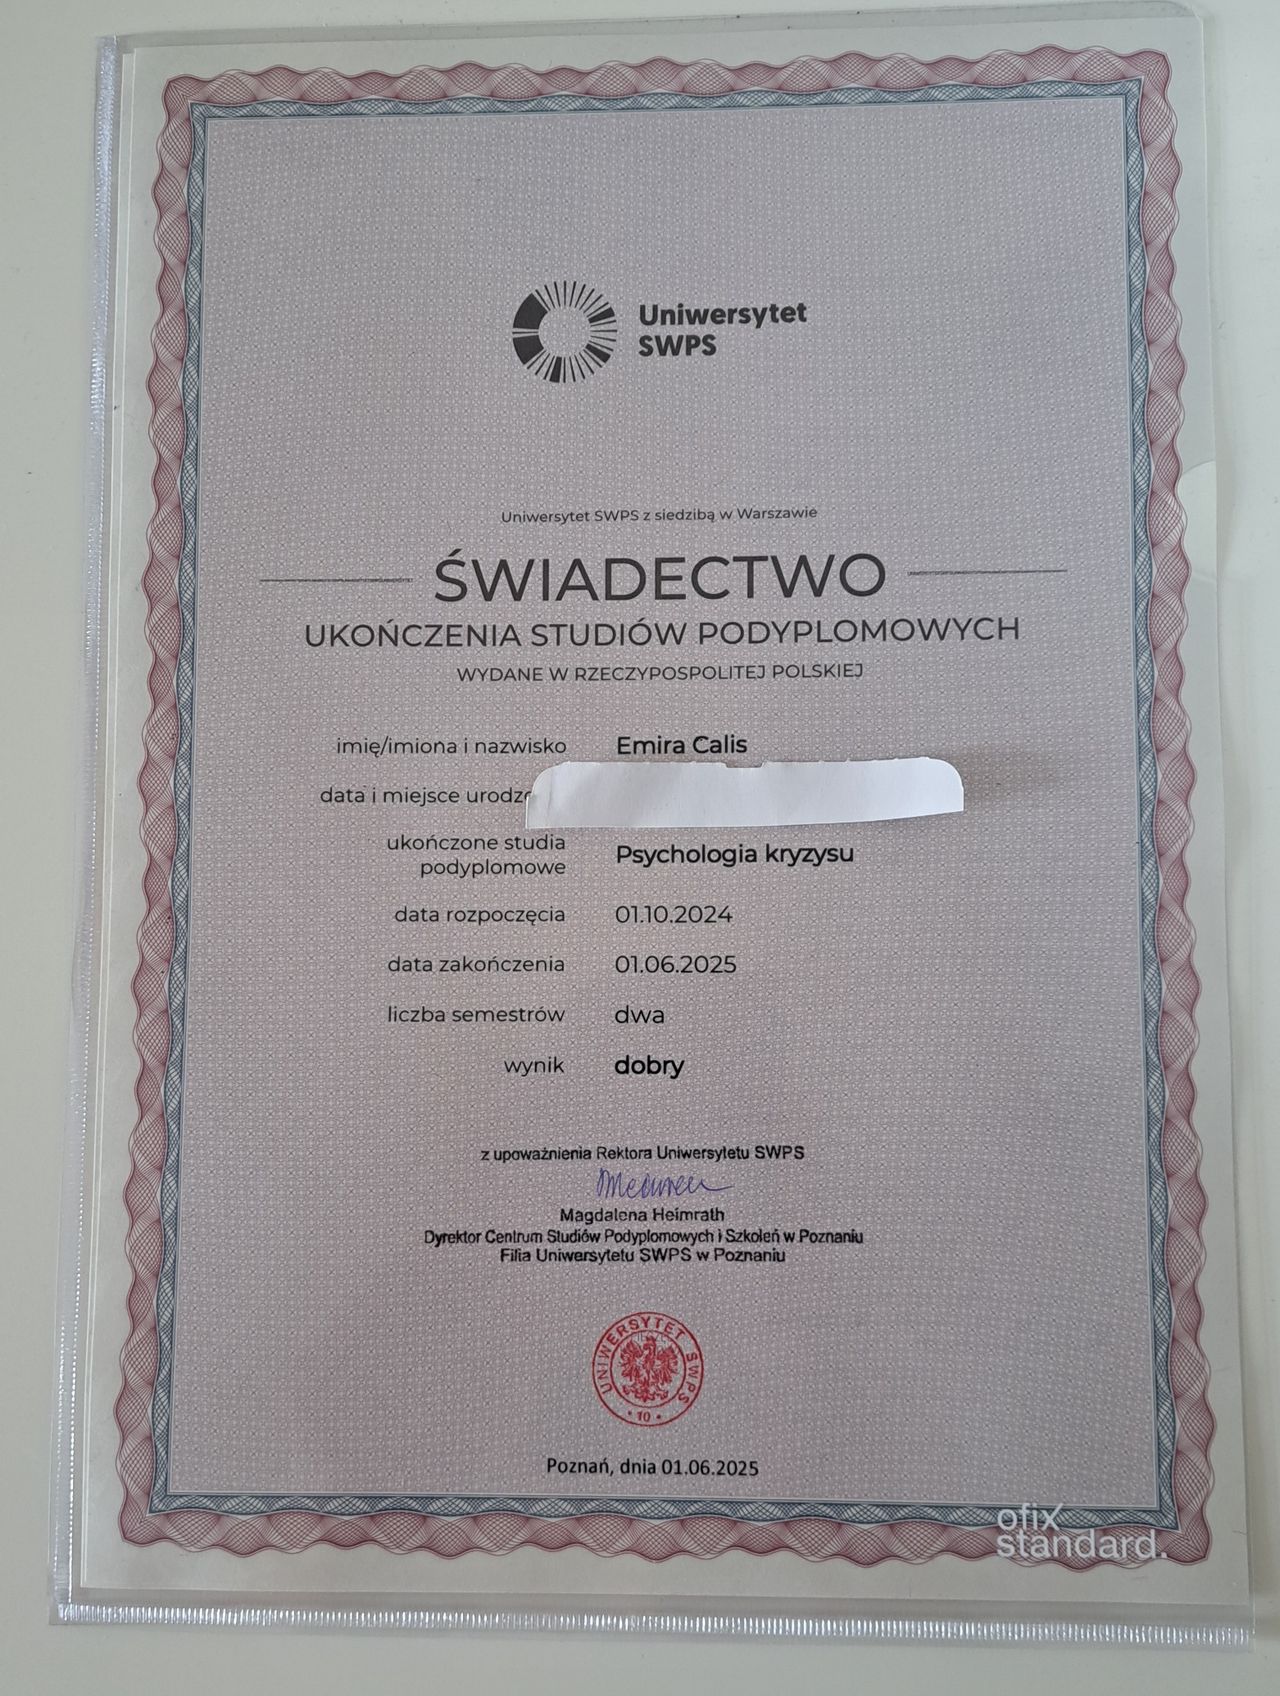 Uniwersytet
SWPS
Uniwersytet SWPS z siedzibą w Warszawie
ŚWIADECTWO
UKOŃCZENIA STUDIÓW PODYPLOMOWYCH
WYDANE W RZECZYPOSPOLITEJ POLSKIEJ
imię/imiona i nazwisko Emira Calis
data i miejsce
ukończone studia
podyplomowe Psychologia kryzysu
data rozpoczęcia 01.10.2024
data zakończenia 01.06.2025
liczba semestrów dwa
wynik dobry
z upoważnienia Rektora Uniwersytetu SWPS
Magdalena Heimrath
Dyrektor Centrum Studiów Podyplomowych i Szkoleń w Poznaniu
Filia Uniwersytetu SWPS w Poznaniu
UNIWERSYTET SWPS
• 10 •
Poznań, dnia 01.06.2025
ofix
standard.